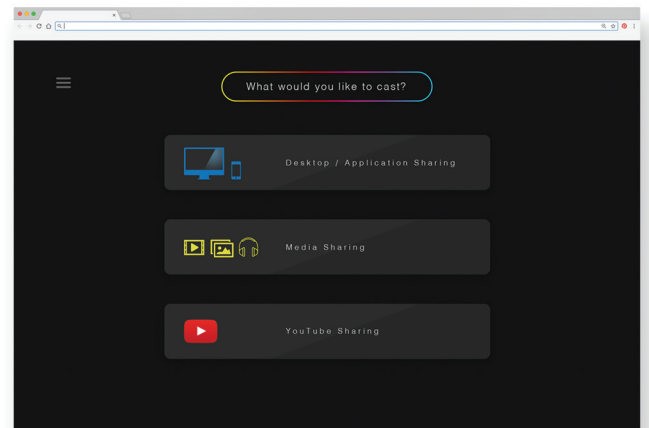 What would you like to cast?
Desktop / Application Sharing
Media Sharing
YouTube Sharing